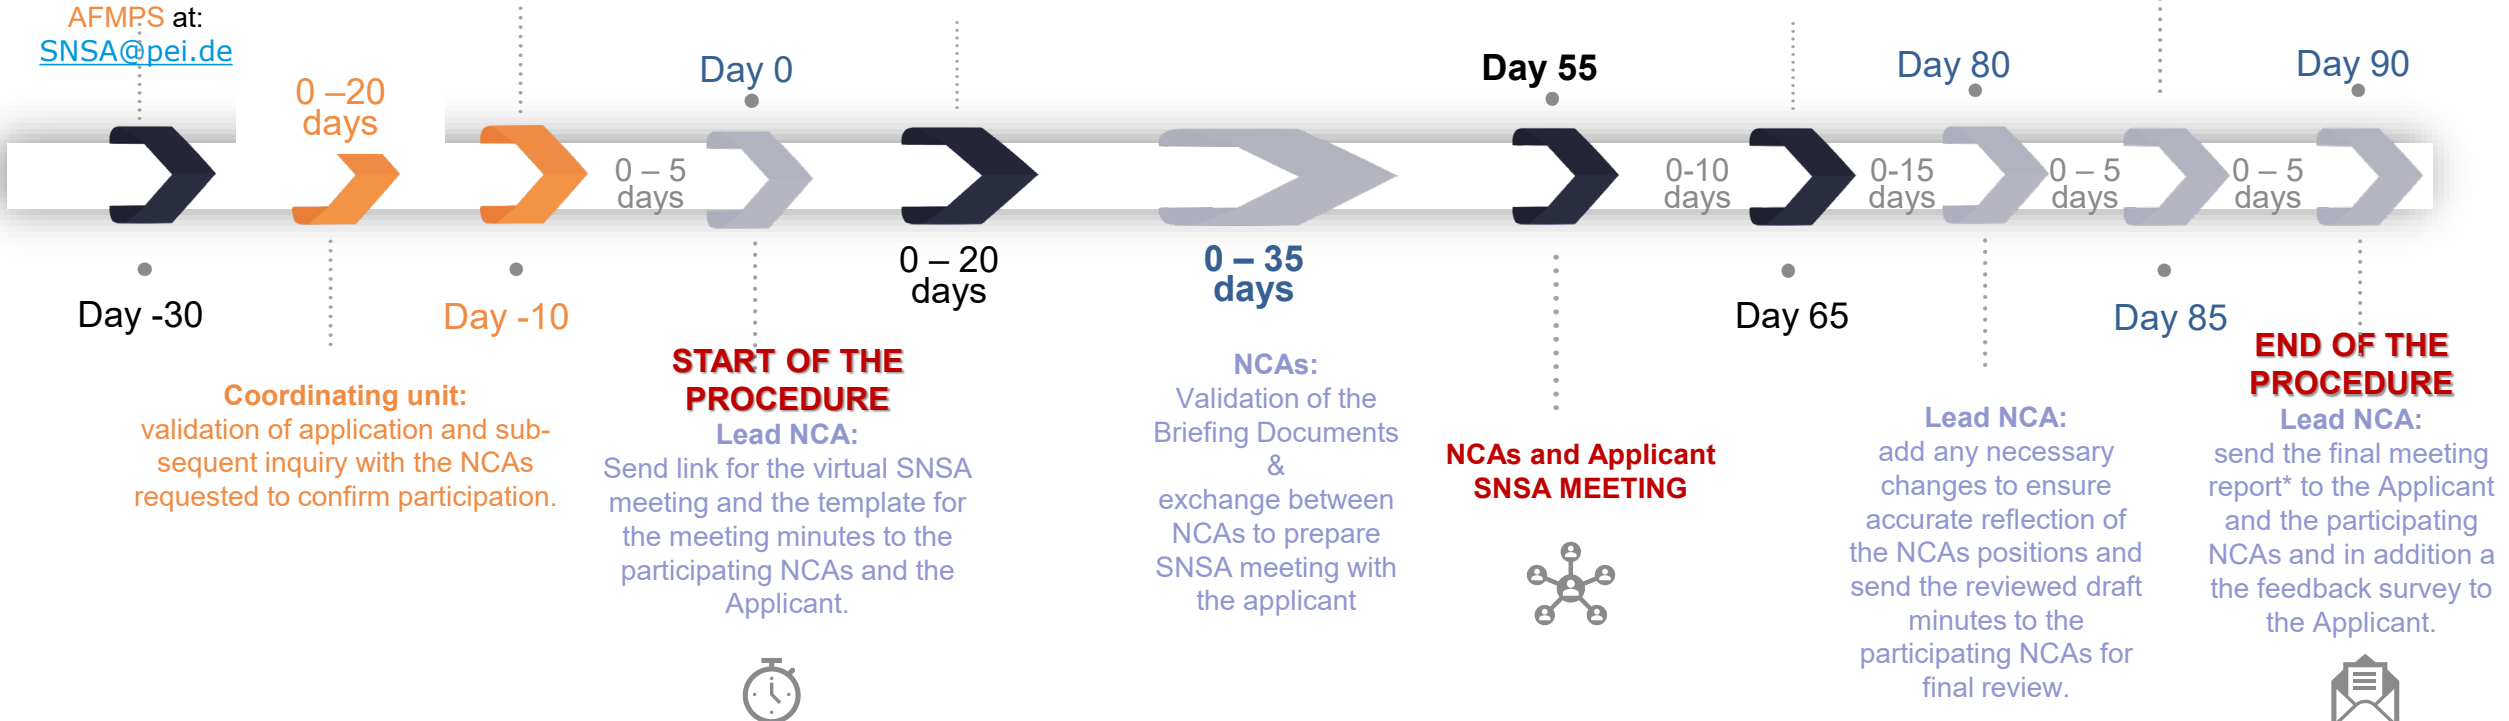 AFMPS at:
SNSA@pei.de
0 –20
days
Day 0
Day 55
Day 80
Day 90
0 – 5
days
0-10
days
0-15
days
0 – 5
days
0 – 5
days
Day -30
Day -10
0 – 20
days
0 – 35
days
Day 65
Day 85
Coordinating unit:
validation of application and sub-
sequent inquiry with the NCAs
requested to confirm participation.
START OF THE
PROCEDURE
Lead NCA:
Send link for the virtual SNSA
meeting and the template for
the meeting minutes to the
participating NCAs and the
Applicant.
NCAs:
Validation of the
Briefing Documents
&
exchange between
NCAs to prepare
SNSA meeting with
the applicant
NCAs and Applicant
SNSA MEETING
Lead NCA:
add any necessary
changes to ensure
accurate reflection of
the NCAs positions and
send the reviewed draft
minutes to the
participating NCAs for
final review.
END OF THE
PROCEDURE
Lead NCA:
send the final meeting
report* to the Applicant
and the participating
NCAs and in addition a
the feedback survey to
the Applicant.